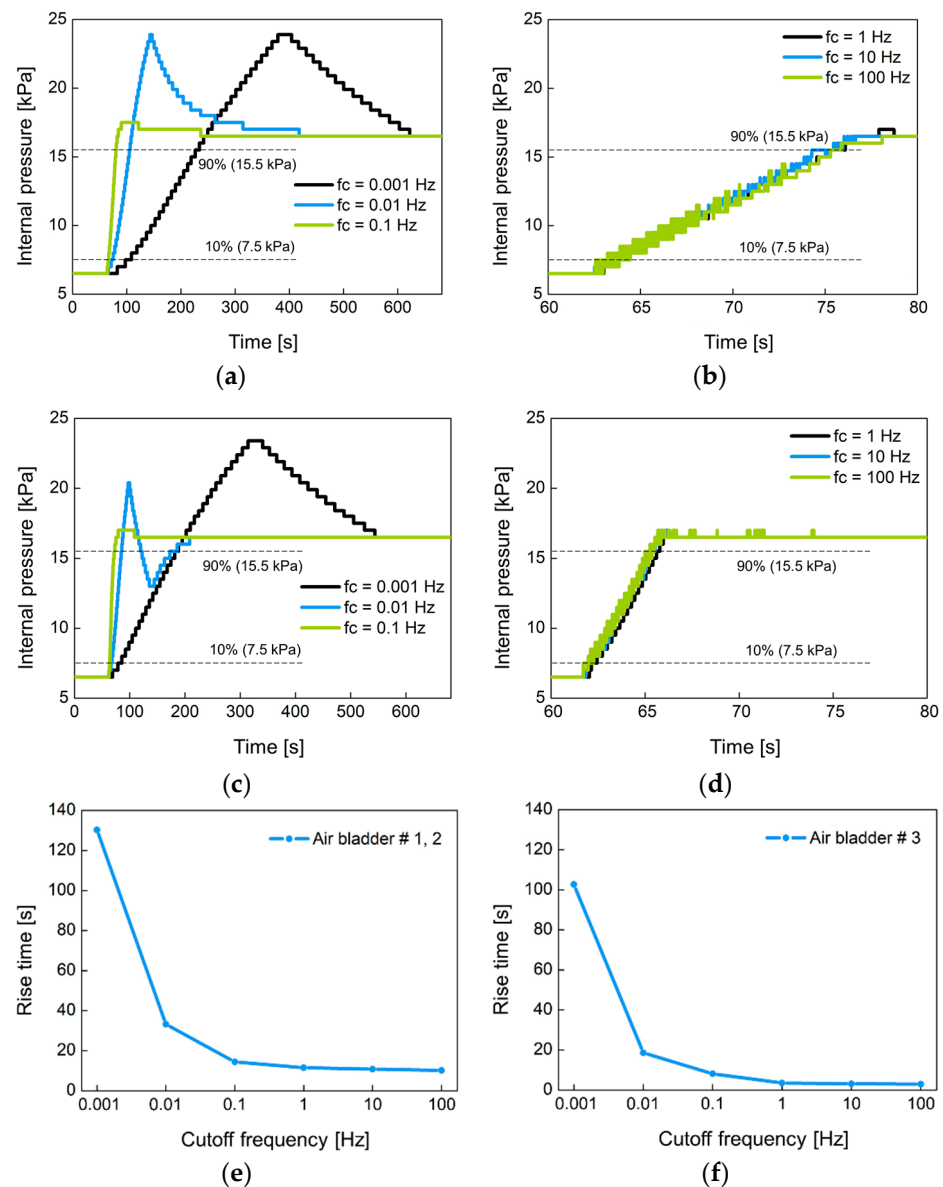 25
20
15
10
5
Internal pressure [kPa]
90% (15.5 kPa)
fc = 0.001 Hz
fc = 0.01 Hz
fc = 0.1 Hz
10% (7.5 kPa)
0 100 200 300 400 500 600
Time [s]
(a)
25
20
15
10
5
Internal pressure [kPa]
fc = 1 Hz
fc = 10 Hz
fc = 100 Hz
90% (15.5 kPa)
10% (7.5 kPa)
60 65 70 75 80
Time [s]
(b)
25
20
15
10
5
Internal pressure [kPa]
90% (15.5 kPa)
fc = 0.001 Hz
fc = 0.01 Hz
fc = 0.1 Hz
10% (7.5 kPa)
0 100 200 300 400 500 600
Time [s]
(c)
25
20
15
10
5
Internal pressure [kPa]
fc = 1 Hz
fc = 10 Hz
fc = 100 Hz
90% (15.5 kPa)
10% (7.5 kPa)
60 65 70 75 80
Time [s]
(d)
140
120
100
80
60
40
20
0
Rise time [s]
Air bladder # 1, 2
0.001 0.01 0.1 1 10 100
Cutoff frequency [Hz]
(e)
140
120
100
80
60
40
20
0
Rise time [s]
Air bladder # 3
0.001 0.01 0.1 1 10 100
Cutoff frequency [Hz]
(f)